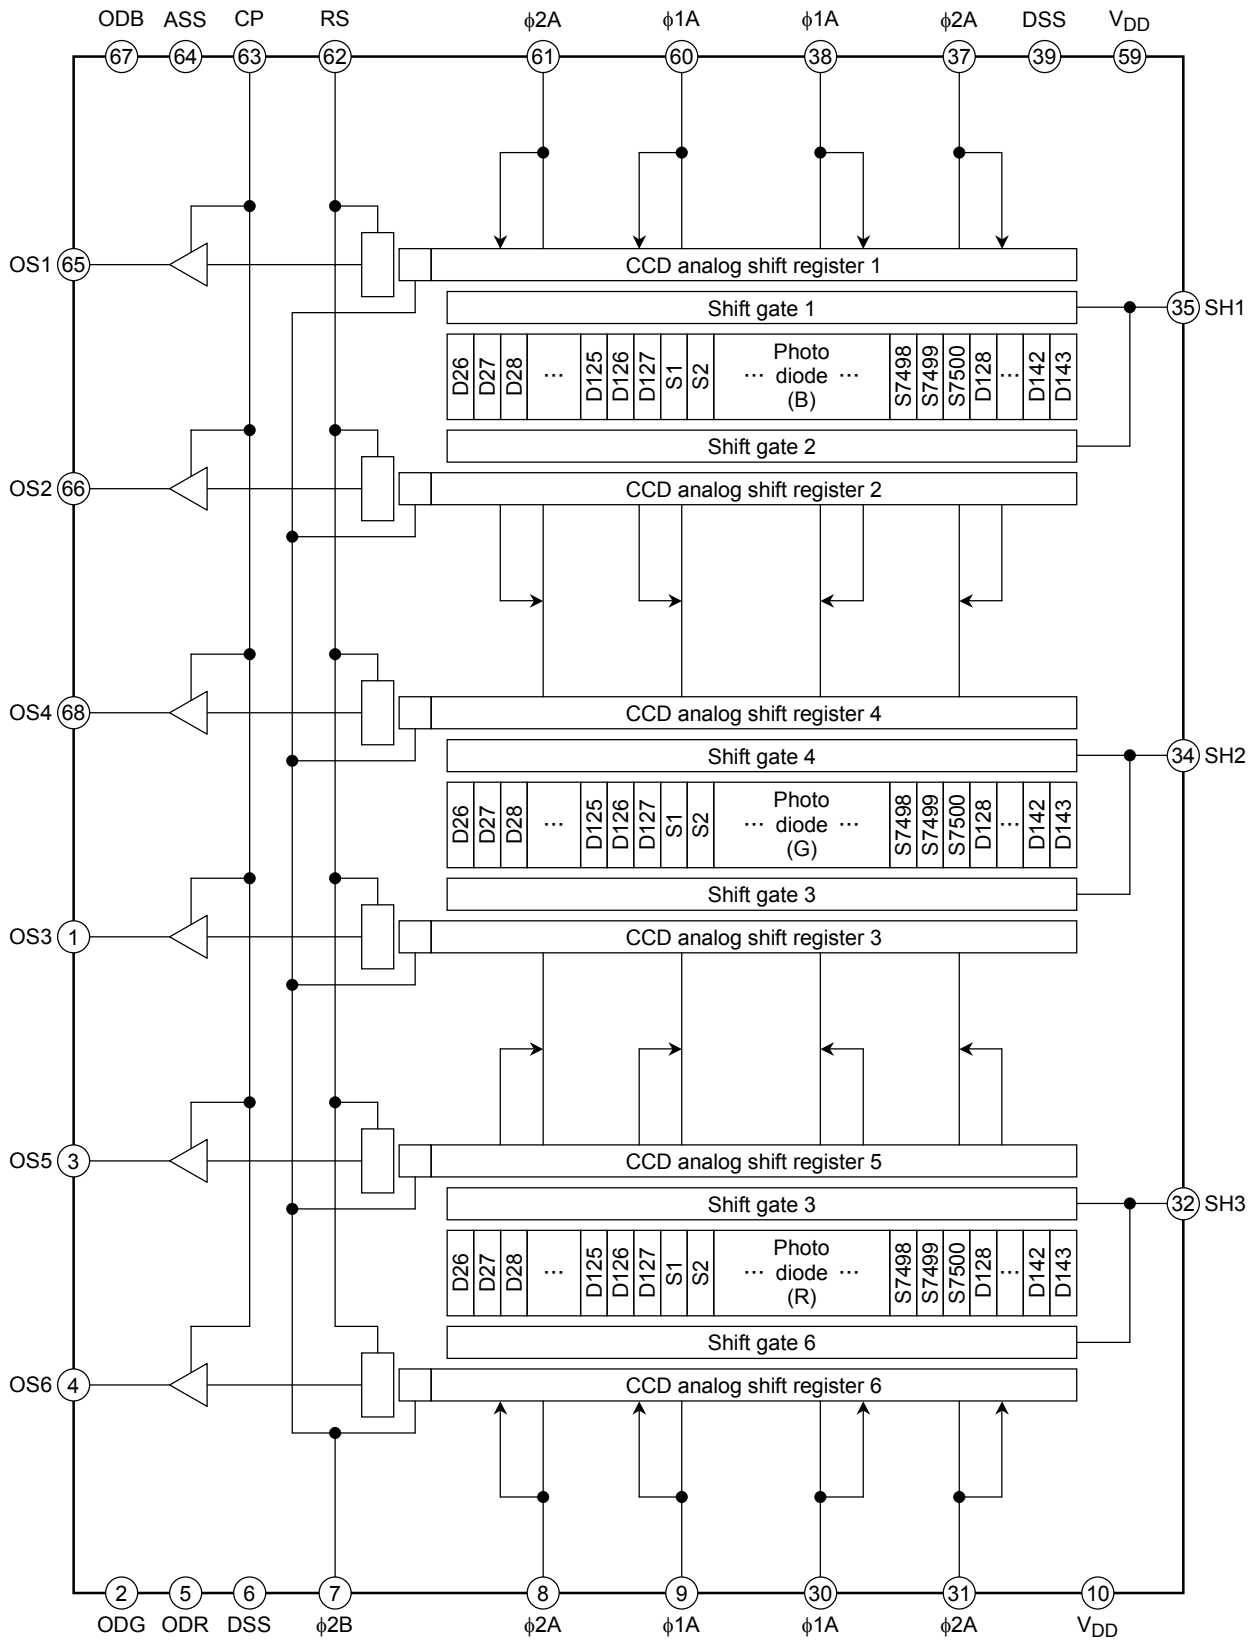 ODB ASS CP RS ϕ2A ϕ1A ϕ1A ϕ2A DSS VDD
67 64 63 62 61 60 38 37 39 59
OS1 65
CCD analog shift register 1
Shift gate 1
35 SH1
D26 D27 D28 ... D125 D126 D127 S1 S2 ... Photo diode (B) ... S7498 S7499 S7500 D128 ... D142 D143
Shift gate 2
OS2 66
CCD analog shift register 2
OS4 68
CCD analog shift register 4
Shift gate 4
34 SH2
D26 D27 D28 ... D125 D126 D127 S1 S2 ... Photo diode (G) ... S7498 S7499 S7500 D128 ... D142 D143
Shift gate 3
OS3 1
CCD analog shift register 3
OS5 3
CCD analog shift register 5
Shift gate 3
32 SH3
D26 D27 D28 ... D125 D126 D127 S1 S2 ... Photo diode (R) ... S7498 S7499 S7500 D128 ... D142 D143
Shift gate 6
OS6 4
CCD analog shift register 6
2 5 6 7 8 9 30 31 10
ODG ODR DSS ϕ2B ϕ2A ϕ1A ϕ1A ϕ2A VDD